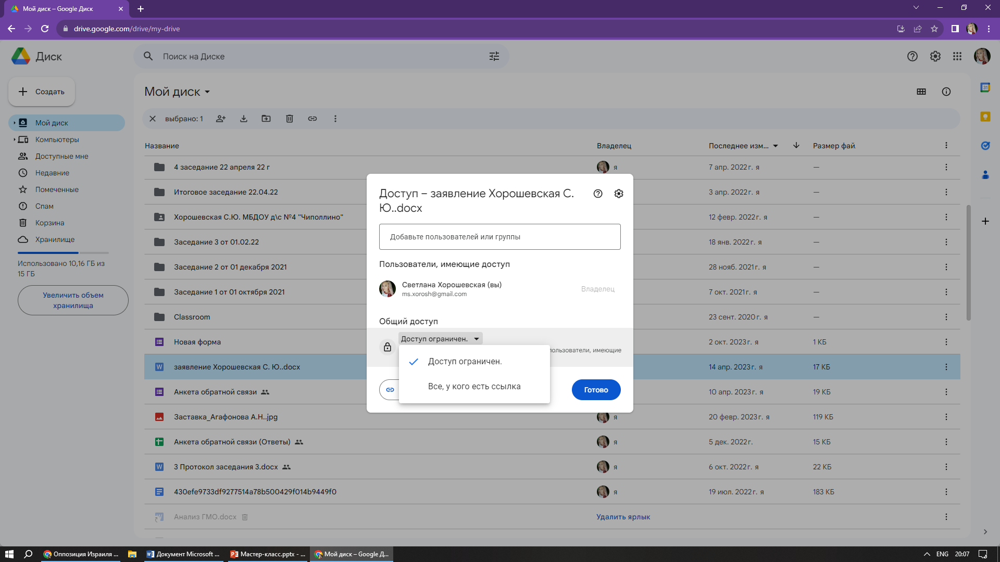 Мой диск – Google Диск
drive.google.com/drive/my-drive
Диск
Поиск на Диске
Создать
Мой диск
Компьютеры
Доступные мне
Недавние
Помеченные
Спам
Корзина
Хранилище
Использовано 10,16 ГБ из
15 ГБ
Увеличить объем
хранилища
Мой диск
выбрано: 1
Название Владелец Последнее изм... Размер фай
4 заседание 22 апреля 22 г я 7 апр. 2022 г. я —
Итоговое заседание 22.04.22 3 апр. 2022 г. я —
Хорошевская С.Ю. МБДОУ д\с №4 "Чиполлино" 12 февр. 2022 г. я —
Заседание 3 от 01.02.22 18 янв. 2022 г. я —
Заседание 2 от 01 декабря 2021 28 нояб. 2021 г. я —
Заседание 1 от 01 октября 2021 7 окт. 2021 г. я —
Classroom 23 сент. 2020 г. я —
Новая форма 2 окт. 2023 г. я 1 КБ
заявление Хорошевская С. Ю..docx 14 апр. 2023 г. я 17 КБ
Анкета обратной связи 10 апр. 2023 г. я 19 КБ
Заставка_Агафонова А.Н..jpg я 20 февр. 2023 г. я 119 КБ
Анкета обратной связи (Ответы) я 5 дек. 2022 г. 15 КБ
3 Протокол заседания 3.docx я 6 окт. 2022 г. я 22 КБ
430efe9733df9277514a78b500429f014b9449f0 я 19 июл. 2022 г. я 183 КБ
Анализ ГМО.docx Удалить ярлык
Доступ – заявление Хорошевская С.
Ю..docx
Добавьте пользователей или группы
Пользователи, имеющие доступ
Светлана Хорошевская (вы)
ms.xorosh@gmail.com
Владелец
Общий доступ
Доступ ограничен.
пользователи, имеющие
Доступ ограничен.
Все, у кого есть ссылка
Готово
31
Оппозиция Израиля ...
Документ Microsoft ...
Мастер-класс.pptx - ...
Мой диск – Google Д...
ENG
20:07